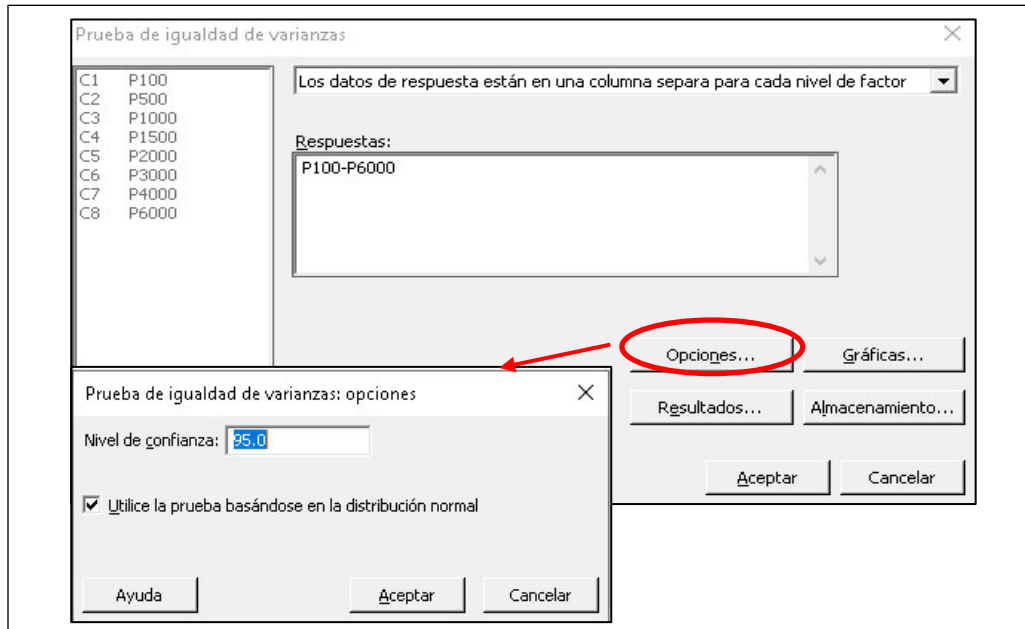 Prueba de igualdad de varianzas
C1 P100
C2 P500
C3 P1000
C4 P1500
C5 P2000
C6 P3000
C7 P4000
C8 P6000
Los datos de respuesta están en una columna separa para cada nivel de factor
Respuestas:
P100-P6000
Opciones...
Gráficas...
Resultados...
Almacenamiento...
Aceptar
Cancelar
Prueba de igualdad de varianzas: opciones
Nivel de confianza: 95.0
Utilice la prueba basándose en la distribución normal
Ayuda
Aceptar
Cancelar